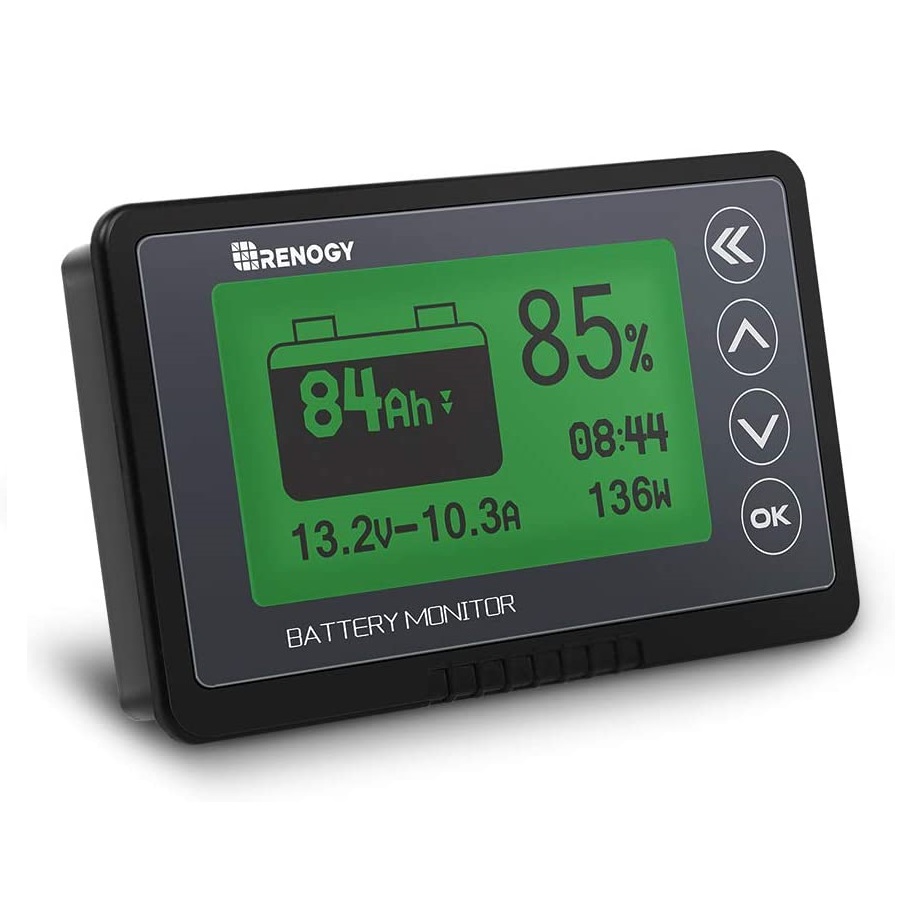 RENOGY
85%
84Ah
08:44
13.2V-10.3A
136W
BATTERY MONITOR
OK